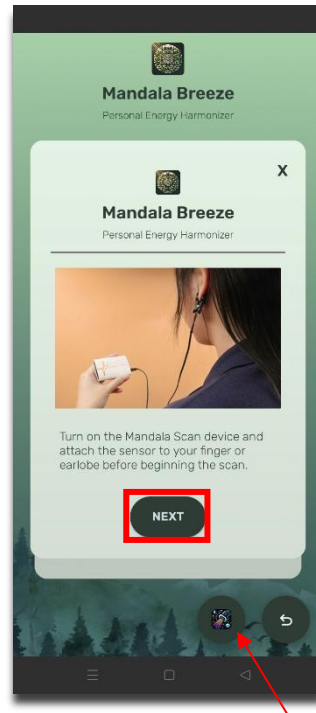 Mandala Breeze
Personal Energy Harmonizer
X
Mandala Breeze
Personal Energy Harmonizer
Turn on the Mandala Scan device and
attach the sensor to your finger or
earlobe before beginning the scan.
NEXT